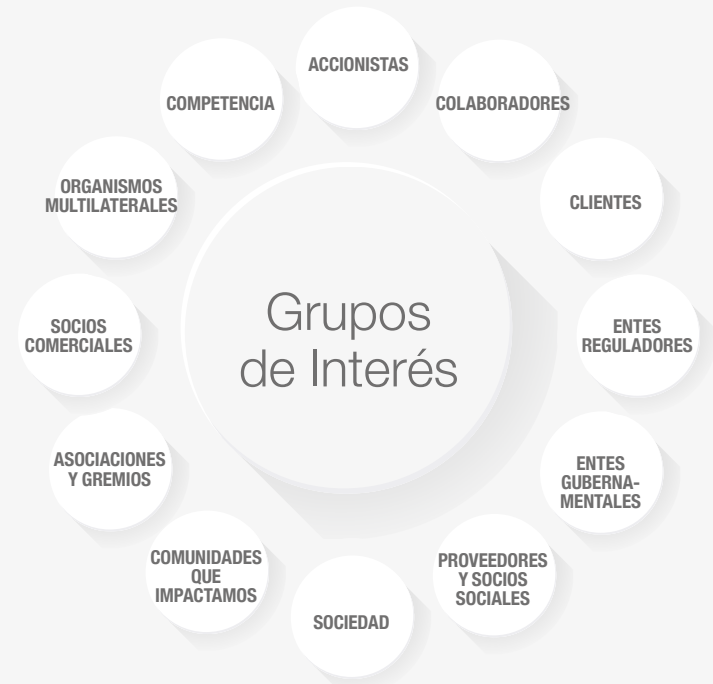 Grupos
de Interés
ACCIONISTAS
COLABORADORES
CLIENTES
ENTES
REGULADORES
ENTES
GUBERNA-
MENTALES
PROVEEDORES
Y SOCIOS
SOCIALES
SOCIEDAD
COMUNIDADES
QUE
IMPACTAMOS
ASOCIACIONES
Y GREMIOS
SOCIOS
COMERCIALES
ORGANISMOS
MULTILATERALES
COMPETENCIA